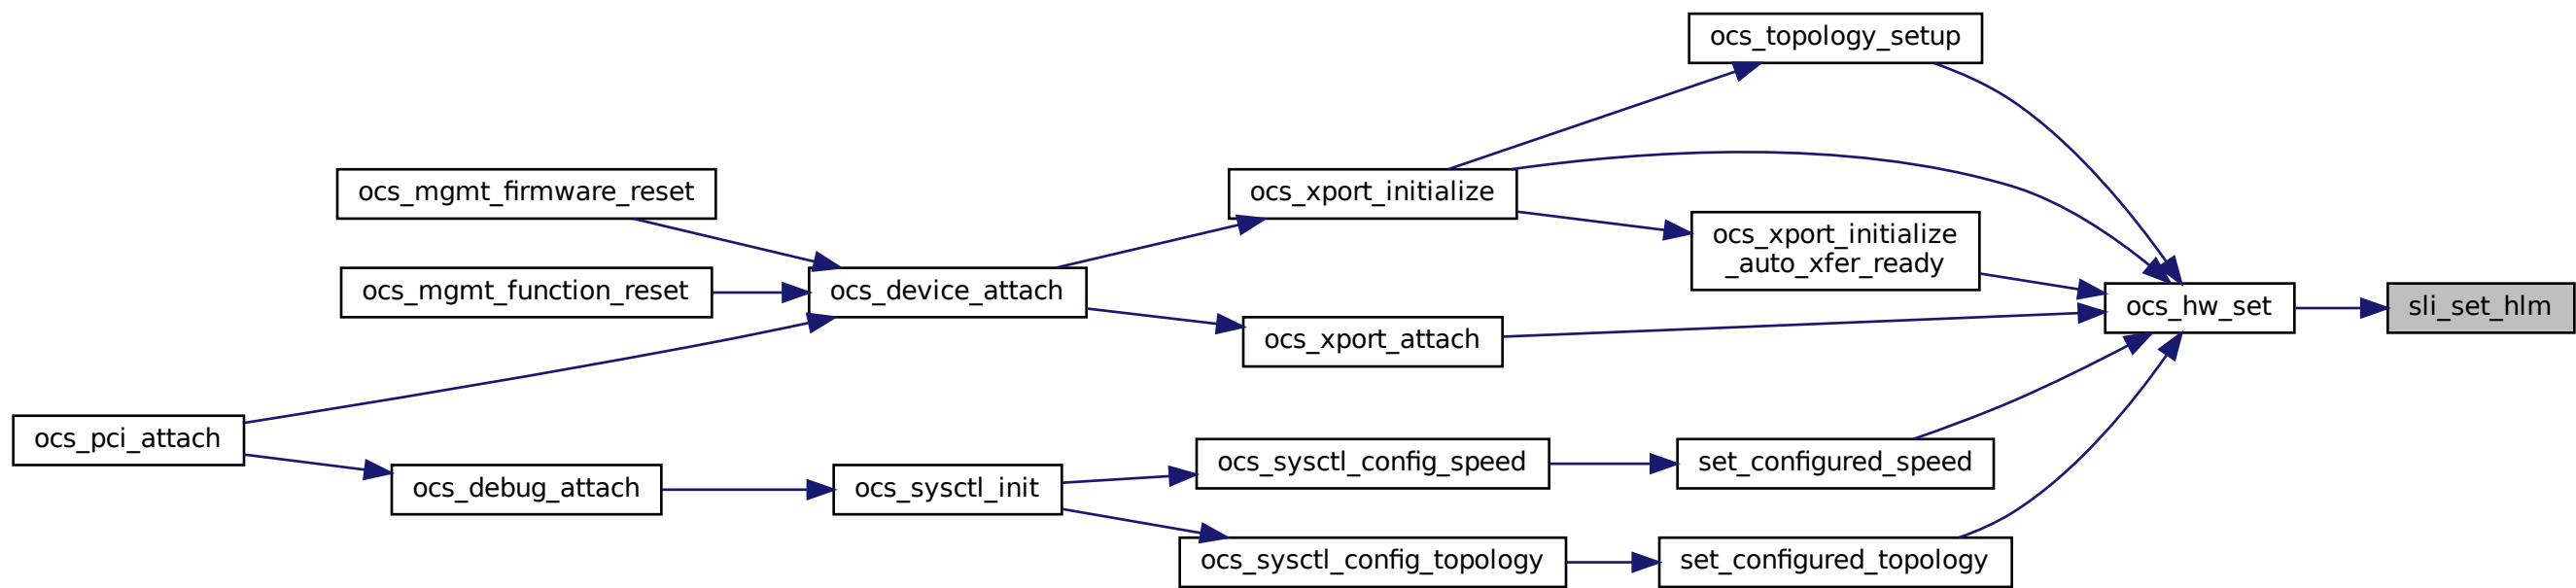 ocs_topology_setup
ocs_mgmt_firmware_reset
ocs_xport_initialize
ocs_xport_initialize
_auto_xfer_ready
ocs_mgmt_function_reset
ocs_device_attach
ocs_hw_set
sli_set_hlm
ocs_xport_attach
ocs_pci_attach
ocs_sysctl_config_speed
set_configured_speed
ocs_debug_attach
ocs_sysctl_init
ocs_sysctl_config_topology
set_configured_topology